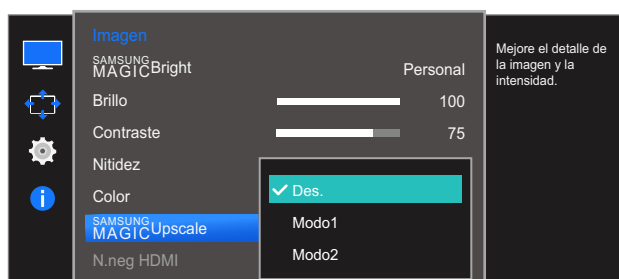 Imagen
SAMSUNG
MAGICBright Personal
Brillo 100
Contraste 75
Nitidez
Color
SAMSUNG
MAGICUpscale
N.neg HDMI
Des.
Modo1
Modo2
Mejore el detalle de
la imagen y la
intensidad.